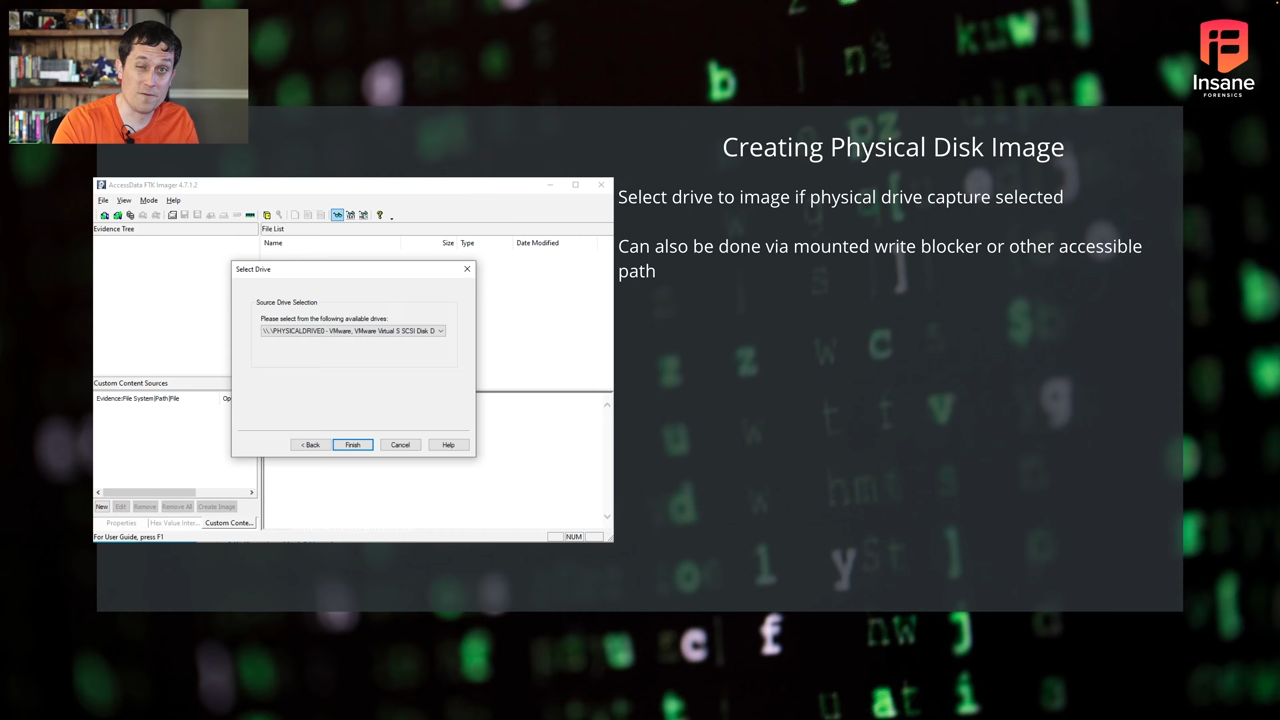 Insane
FORENSICS
Creating Physical Disk Image
Select drive to image if physical drive capture selected
Can also be done via mounted write blocker or other accessible
path
AccessData FTK Imager 4.7.1.2
File View Mode Help
Evidence Tree
File List
Name Size Type Date Modified
Select Drive
Source Drive Selection
Please select from the following available drives:
\\.\PHYSICALDRIVE0 - VMware, VMware Virtual S SCSI Disk D
< Back Finish Cancel Help
Custom Content Sources
Evidence:File System|Path|File Op
New Edit Remove Remove All Create Image
Properties Hex Value Inter... Custom Conte...
For User Guide, press F1
NUM